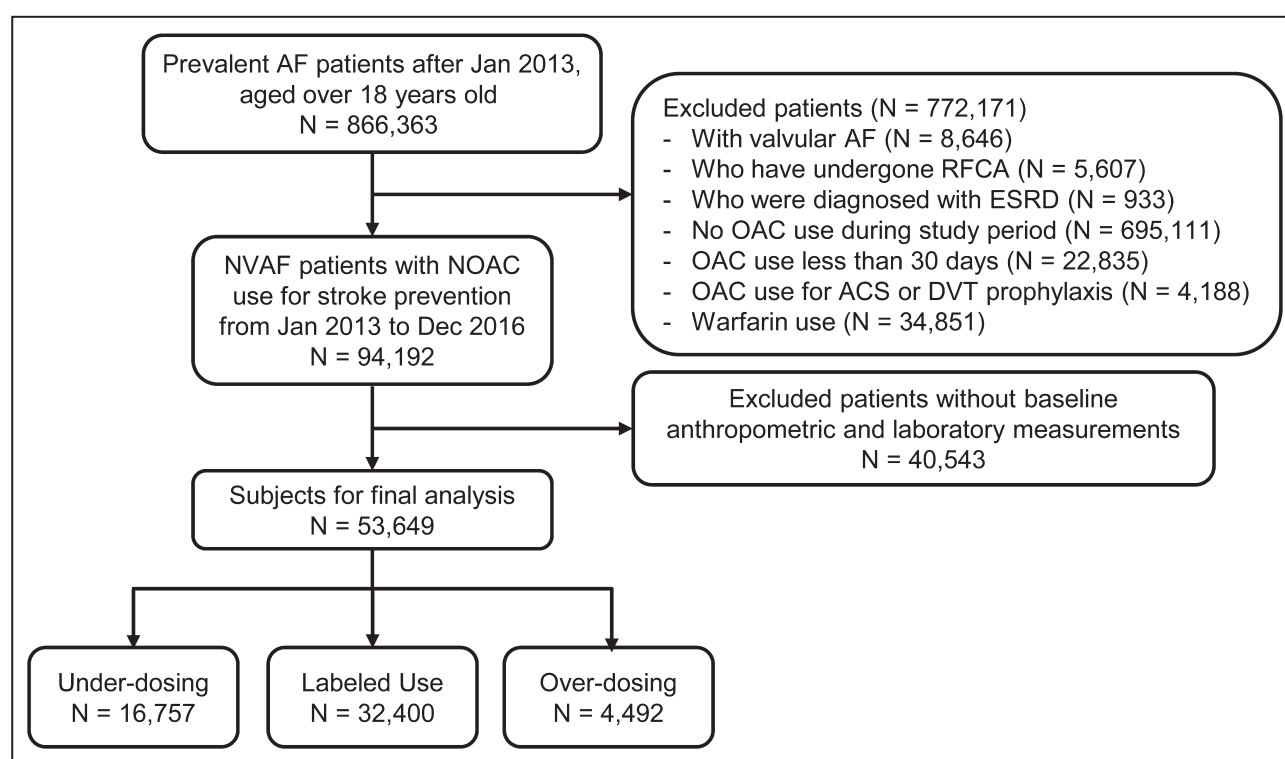 Prevalent AF patients after Jan 2013,
aged over 18 years old
N = 866,363
Excluded patients (N = 772,171)
- With valvular AF (N = 8,646)
- Who have undergone RFCA (N = 5,607)
- Who were diagnosed with ESRD (N = 933)
- No OAC use during study period (N = 695,111)
- OAC use less than 30 days (N = 22,835)
- OAC use for ACS or DVT prophylaxis (N = 4,188)
- Warfarin use (N = 34,851)
NVAF patients with NOAC
use for stroke prevention
from Jan 2013 to Dec 2016
N = 94,192
Excluded patients without baseline
anthropometric and laboratory measurements
N = 40,543
Subjects for final analysis
N = 53,649
Under-dosing
N = 16,757
Labeled Use
N = 32,400
Over-dosing
N = 4,492